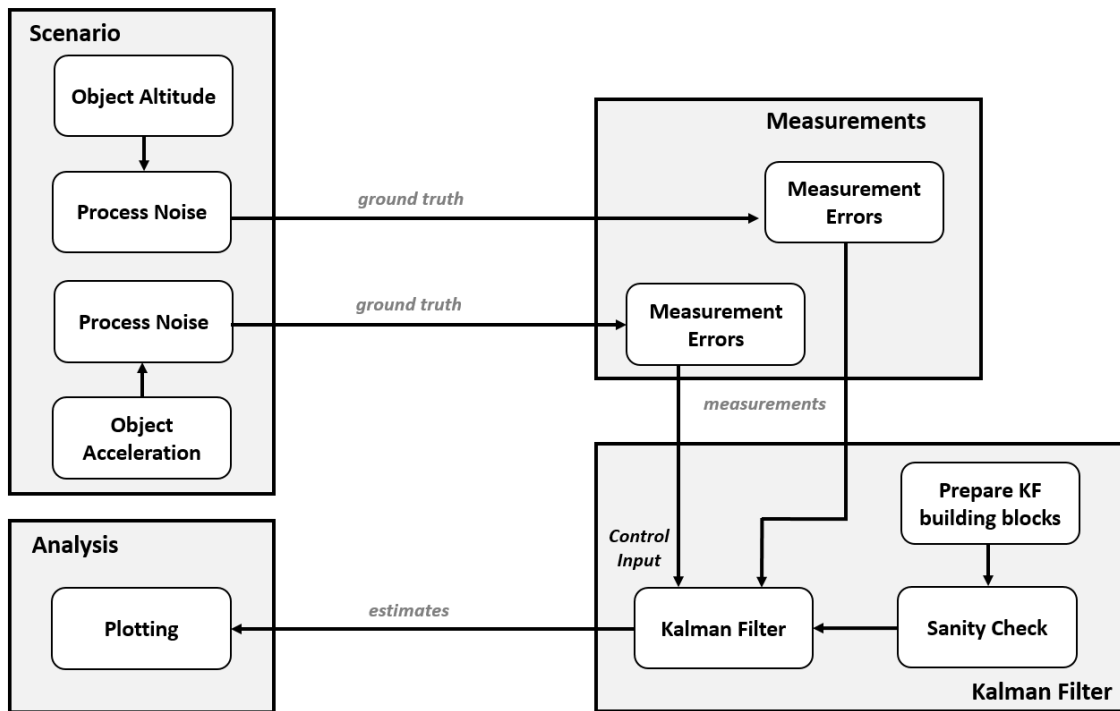 Scenario
Object Altitude
Process Noise
Process Noise
Object
Acceleration
ground truth
ground truth
Measurements
Measurement
Errors
Measurement
Errors
measurements
Control
Input
Prepare KF
building blocks
Sanity Check
Kalman Filter
Kalman Filter
estimates
Analysis
Plotting